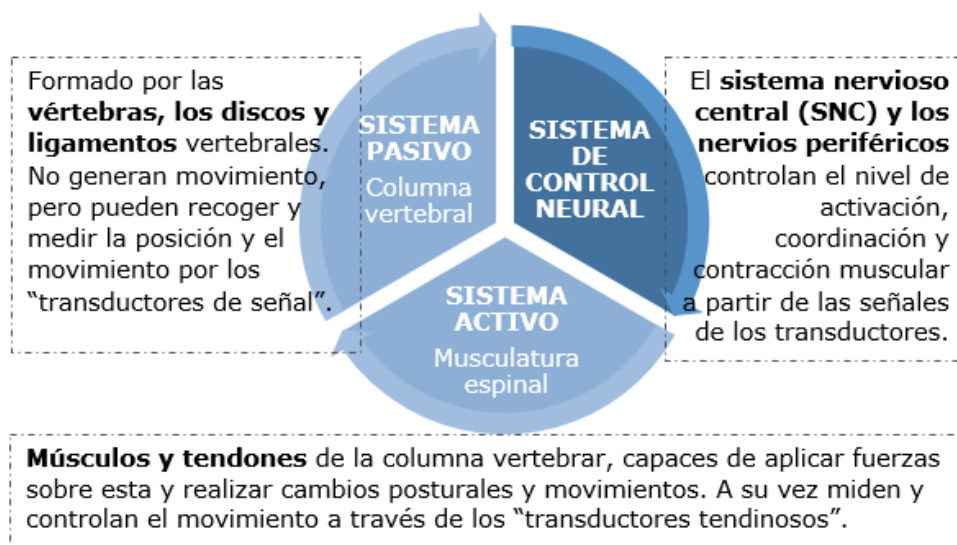 Formado por las
vértebras, los discos y
ligamentos vertebrales.
No generan movimiento,
pero pueden recoger y
medir la posición y el
movimiento por los
“transductores de señal”.
SISTEMA
PASIVO
Columna
vertebral
SISTEMA
DE
CONTROL
NEURAL
El sistema nervioso
central (SNC) y los
nervios periféricos
controlan el nivel de
activación,
coordinación y
contracción muscular
a partir de las señales
de los transductores.
SISTEMA
ACTIVO
Musculatura
espinal
Músculos y tendones de la columna vertebrar, capaces de aplicar fuerzas
sobre esta y realizar cambios posturales y movimientos. A su vez miden y
controlan el movimiento a través de los “transductores tendinosos”.